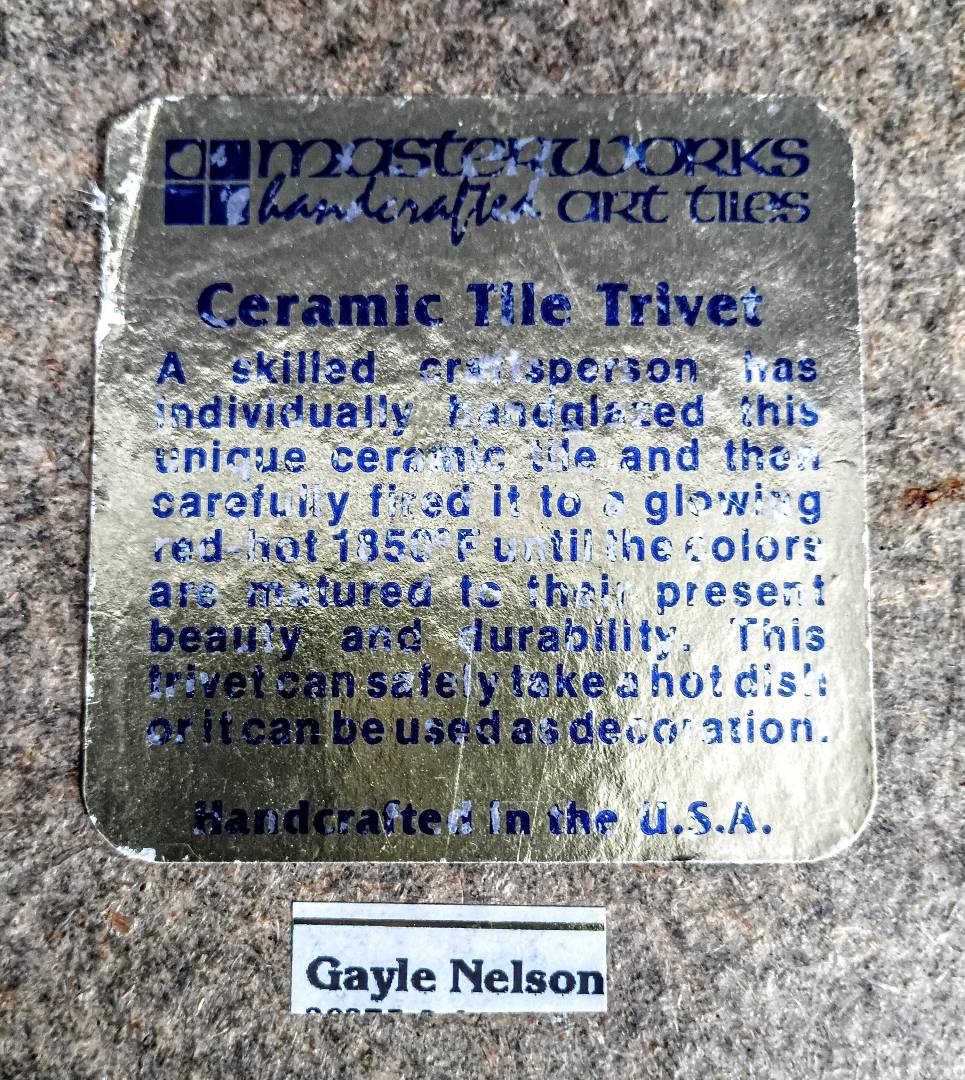 masterworks
handcrafted art tiles
Ceramic Tile Trivet
A skilled craftsperson has
individually handglazed this
unique ceramic tile and then
carefully fired it to a glowing
red-hot 1850°F until the colors
are matured to their present
beauty and durability. This
trivet can safely take a hot dish
or it can be used as decoration.
Handcrafted in the U.S.A.
Gayle Nelson